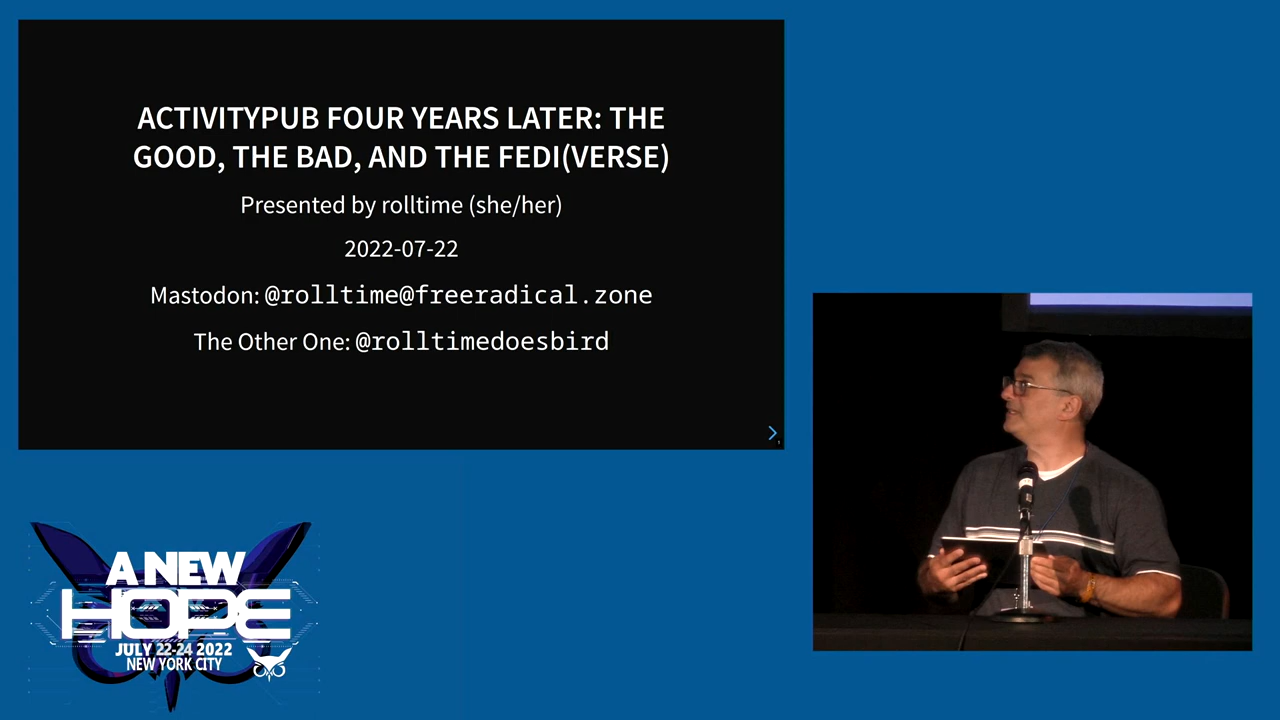 ACTIVITYPUB FOUR YEARS LATER: THE
GOOD, THE BAD, AND THE FEDI(VERSE)
Presented by rolltime (she/her)
2022-07-22
Mastodon: @rolltime@freeradical.zone
The Other One: @rolltimedoesbird
A NEW
HOPE
JULY 22-24 2022
NEW YORK CITY